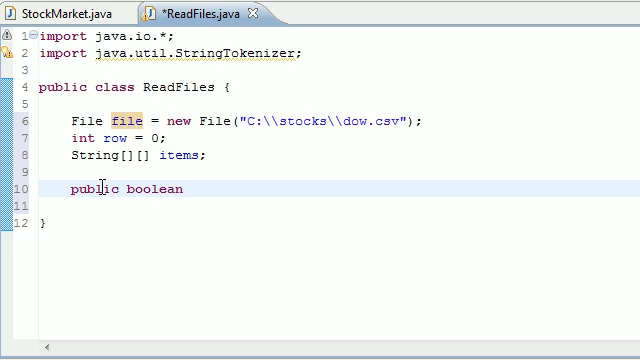 StockMarket.java *ReadFiles.java
1 import java.io.*;
2 import java.util.StringTokenizer;
3
4 public class ReadFiles {
5
6 File file = new File("C:\\stocks\\dow.csv");
7 int row = 0;
8 String[][] items;
9
10 public boolean
11
12 }